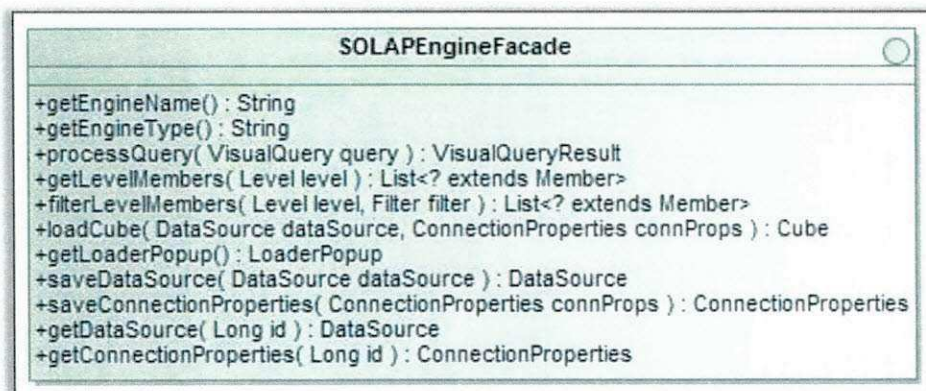 SOLAPEngineFacade
+getEngineName() : String
+getEngineType() : String
+processQuery( VisualQuery query ) : VisualQueryResult
+getLevelMembers( Level level ) : List<? extends Member>
+filterLevelMembers( Level level, Filter filter ) : List<? extends Member>
+loadCube( DataSource dataSource, ConnectionProperties connProps ) : Cube
+getLoaderPopup() : LoaderPopup
+saveDataSource( DataSource dataSource ) : DataSource
+saveConnectionProperties( ConnectionProperties connProps ) : ConnectionProperties
+getDataSource( Long id ) : DataSource
+getConnectionProperties( Long id ) : ConnectionProperties